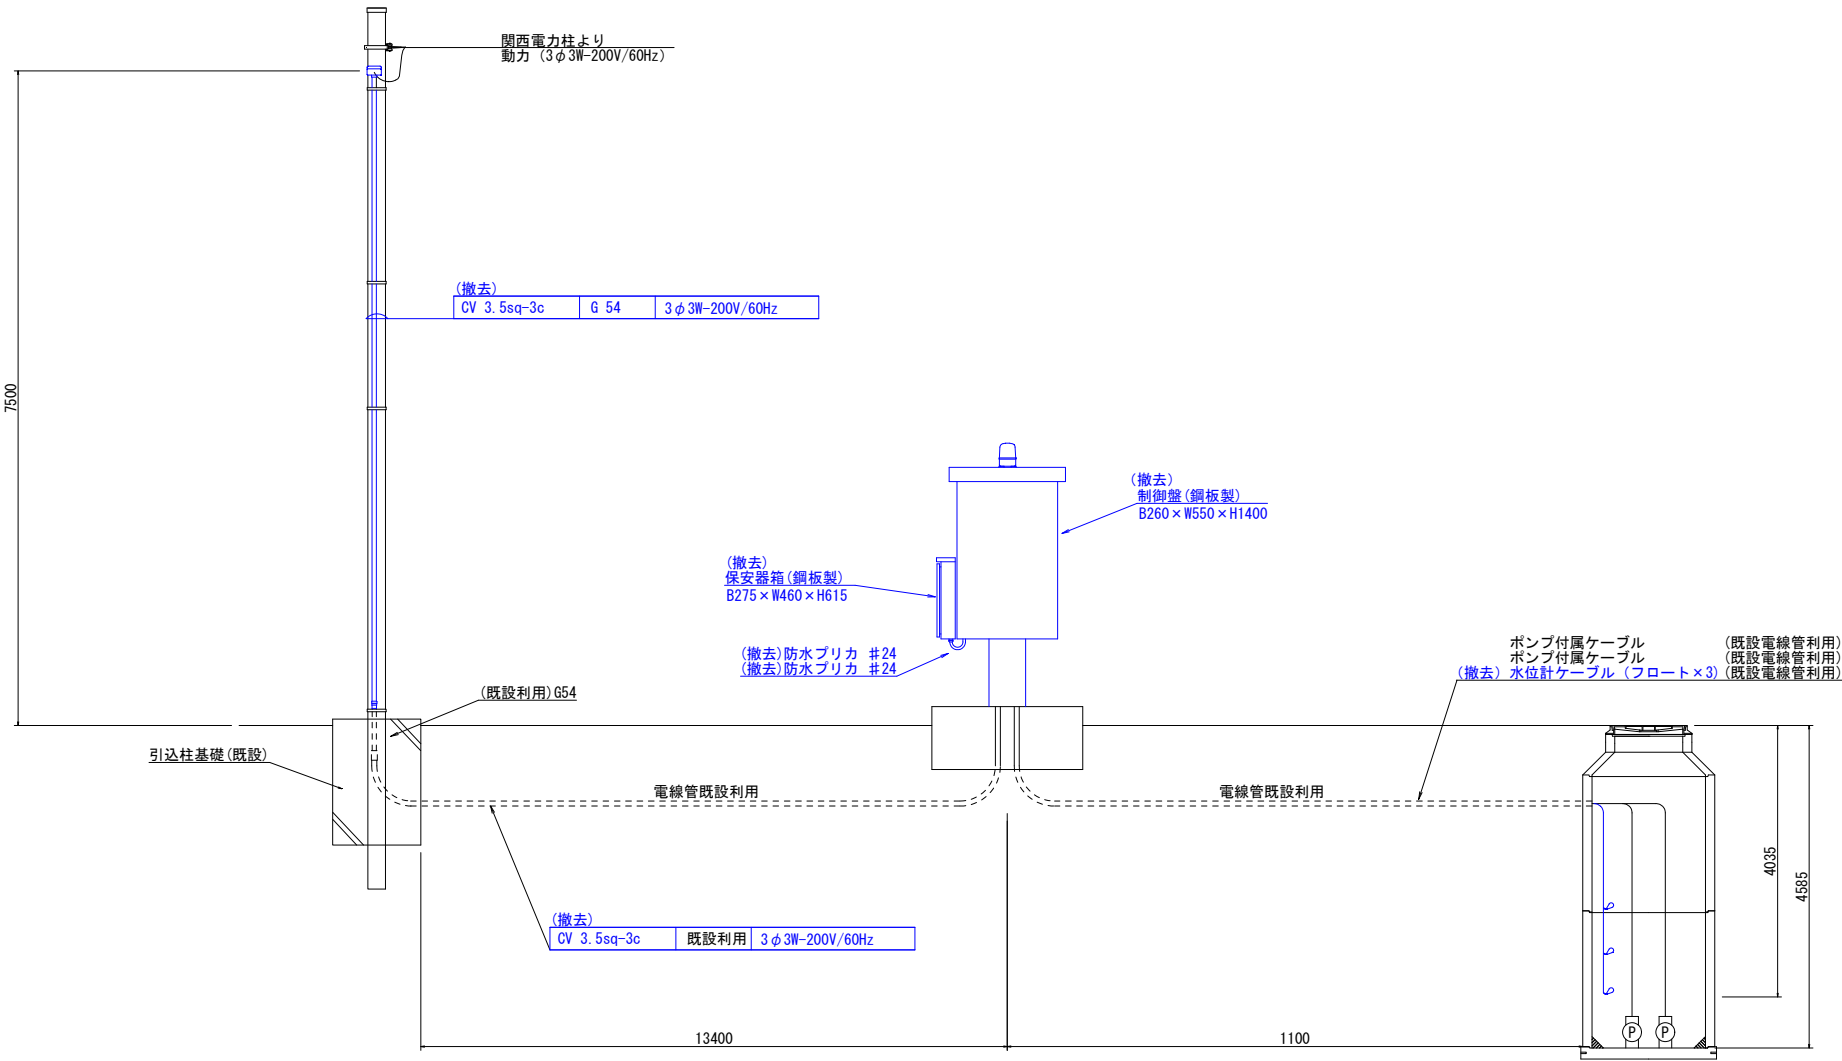 関西電力柱より
動力 (3φ3W-200V/60Hz)
7500
(撤去)
CV 3.5sq-3c G 54 3φ3W-200V/60Hz
(撤去)
制御盤(鋼板製)
B260×W550×H1400
(撤去)
保安器箱(鋼板製)
B275×W460×H615
(撤去)防水プリカ #24
(撤去)防水プリカ #24
ポンプ付属ケーブル (既設電線管利用)
ポンプ付属ケーブル (既設電線管利用)
(撤去) 水位計ケーブル (フロート×3) (既設電線管利用)
(既設利用)G54
引込柱基礎(既設)
電線管既設利用
電線管既設利用
4035
4585
(撤去)
CV 3.5sq-3c 既設利用 3φ3W-200V/60Hz
P P
13400
1100